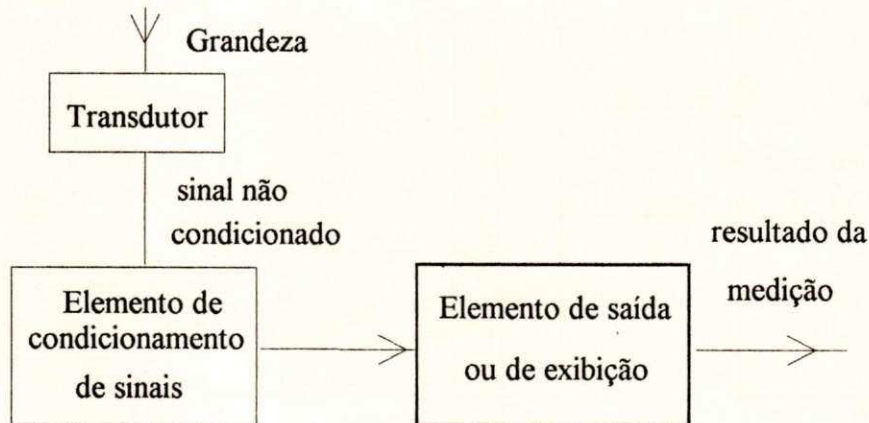 Grandeza
Transdutor
sinal não
condicionado
Elemento de
condicionamento
de sinais
Elemento de saída
ou de exibição
resultado da
medição